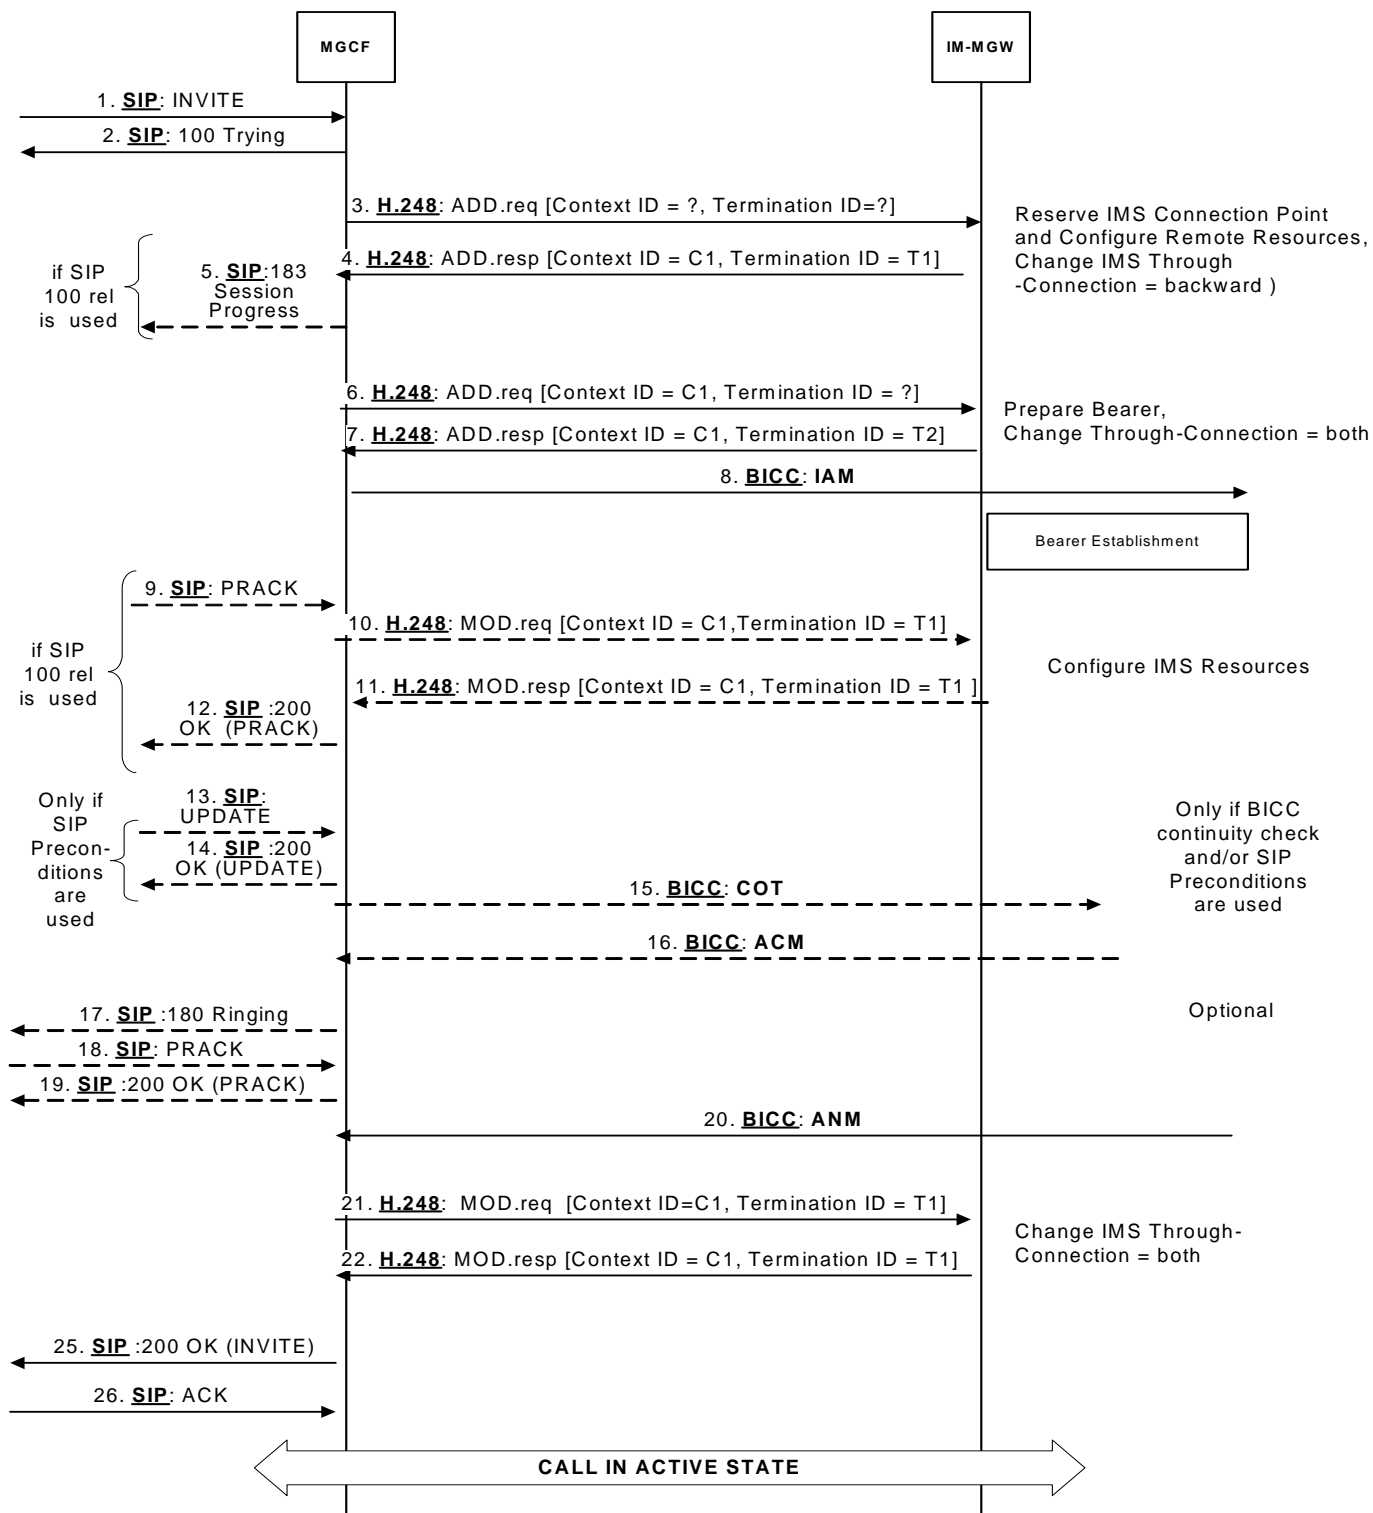 MGCF
IM-MGW
1. SIP: INVITE
2. SIP: 100 Trying
3. H.248: ADD.req [Context ID = ?, Termination ID=?]
Reserve IMS Connection Point
and Configure Remote Resources,
Change IMS Through
-Connection = backward )
4. H.248: ADD.resp [Context ID = C1, Termination ID = T1]
if SIP
100 rel
is used
5. SIP:183
Session
Progress
6. H.248: ADD.req [Context ID = C1, Termination ID = ?]
Prepare Bearer,
Change Through-Connection = both
7. H.248: ADD.resp [Context ID = C1, Termination ID = T2]
8. BICC: IAM
Bearer Establishment
9. SIP: PRACK
10. H.248: MOD.req [Context ID = C1,Termination ID = T1]
if SIP
100 rel
is used
Configure IMS Resources
11. H.248: MOD.resp [Context ID = C1, Termination ID = T1 ]
12. SIP :200
OK (PRACK)
Only if
SIP
Precon-
ditions
are
used
13. SIP:
UPDATE
14. SIP :200
OK (UPDATE)
Only if BICC
continuity check
and/or SIP
Preconditions
are used
15. BICC: COT
16. BICC: ACM
17. SIP :180 Ringing
Optional
18. SIP: PRACK
19. SIP :200 OK (PRACK)
20. BICC: ANM
21. H.248: MOD.req [Context ID=C1, Termination ID = T1]
Change IMS Through-
Connection = both
22. H.248: MOD.resp [Context ID = C1, Termination ID = T1]
25. SIP :200 OK (INVITE)
26. SIP: ACK
CALL IN ACTIVE STATE